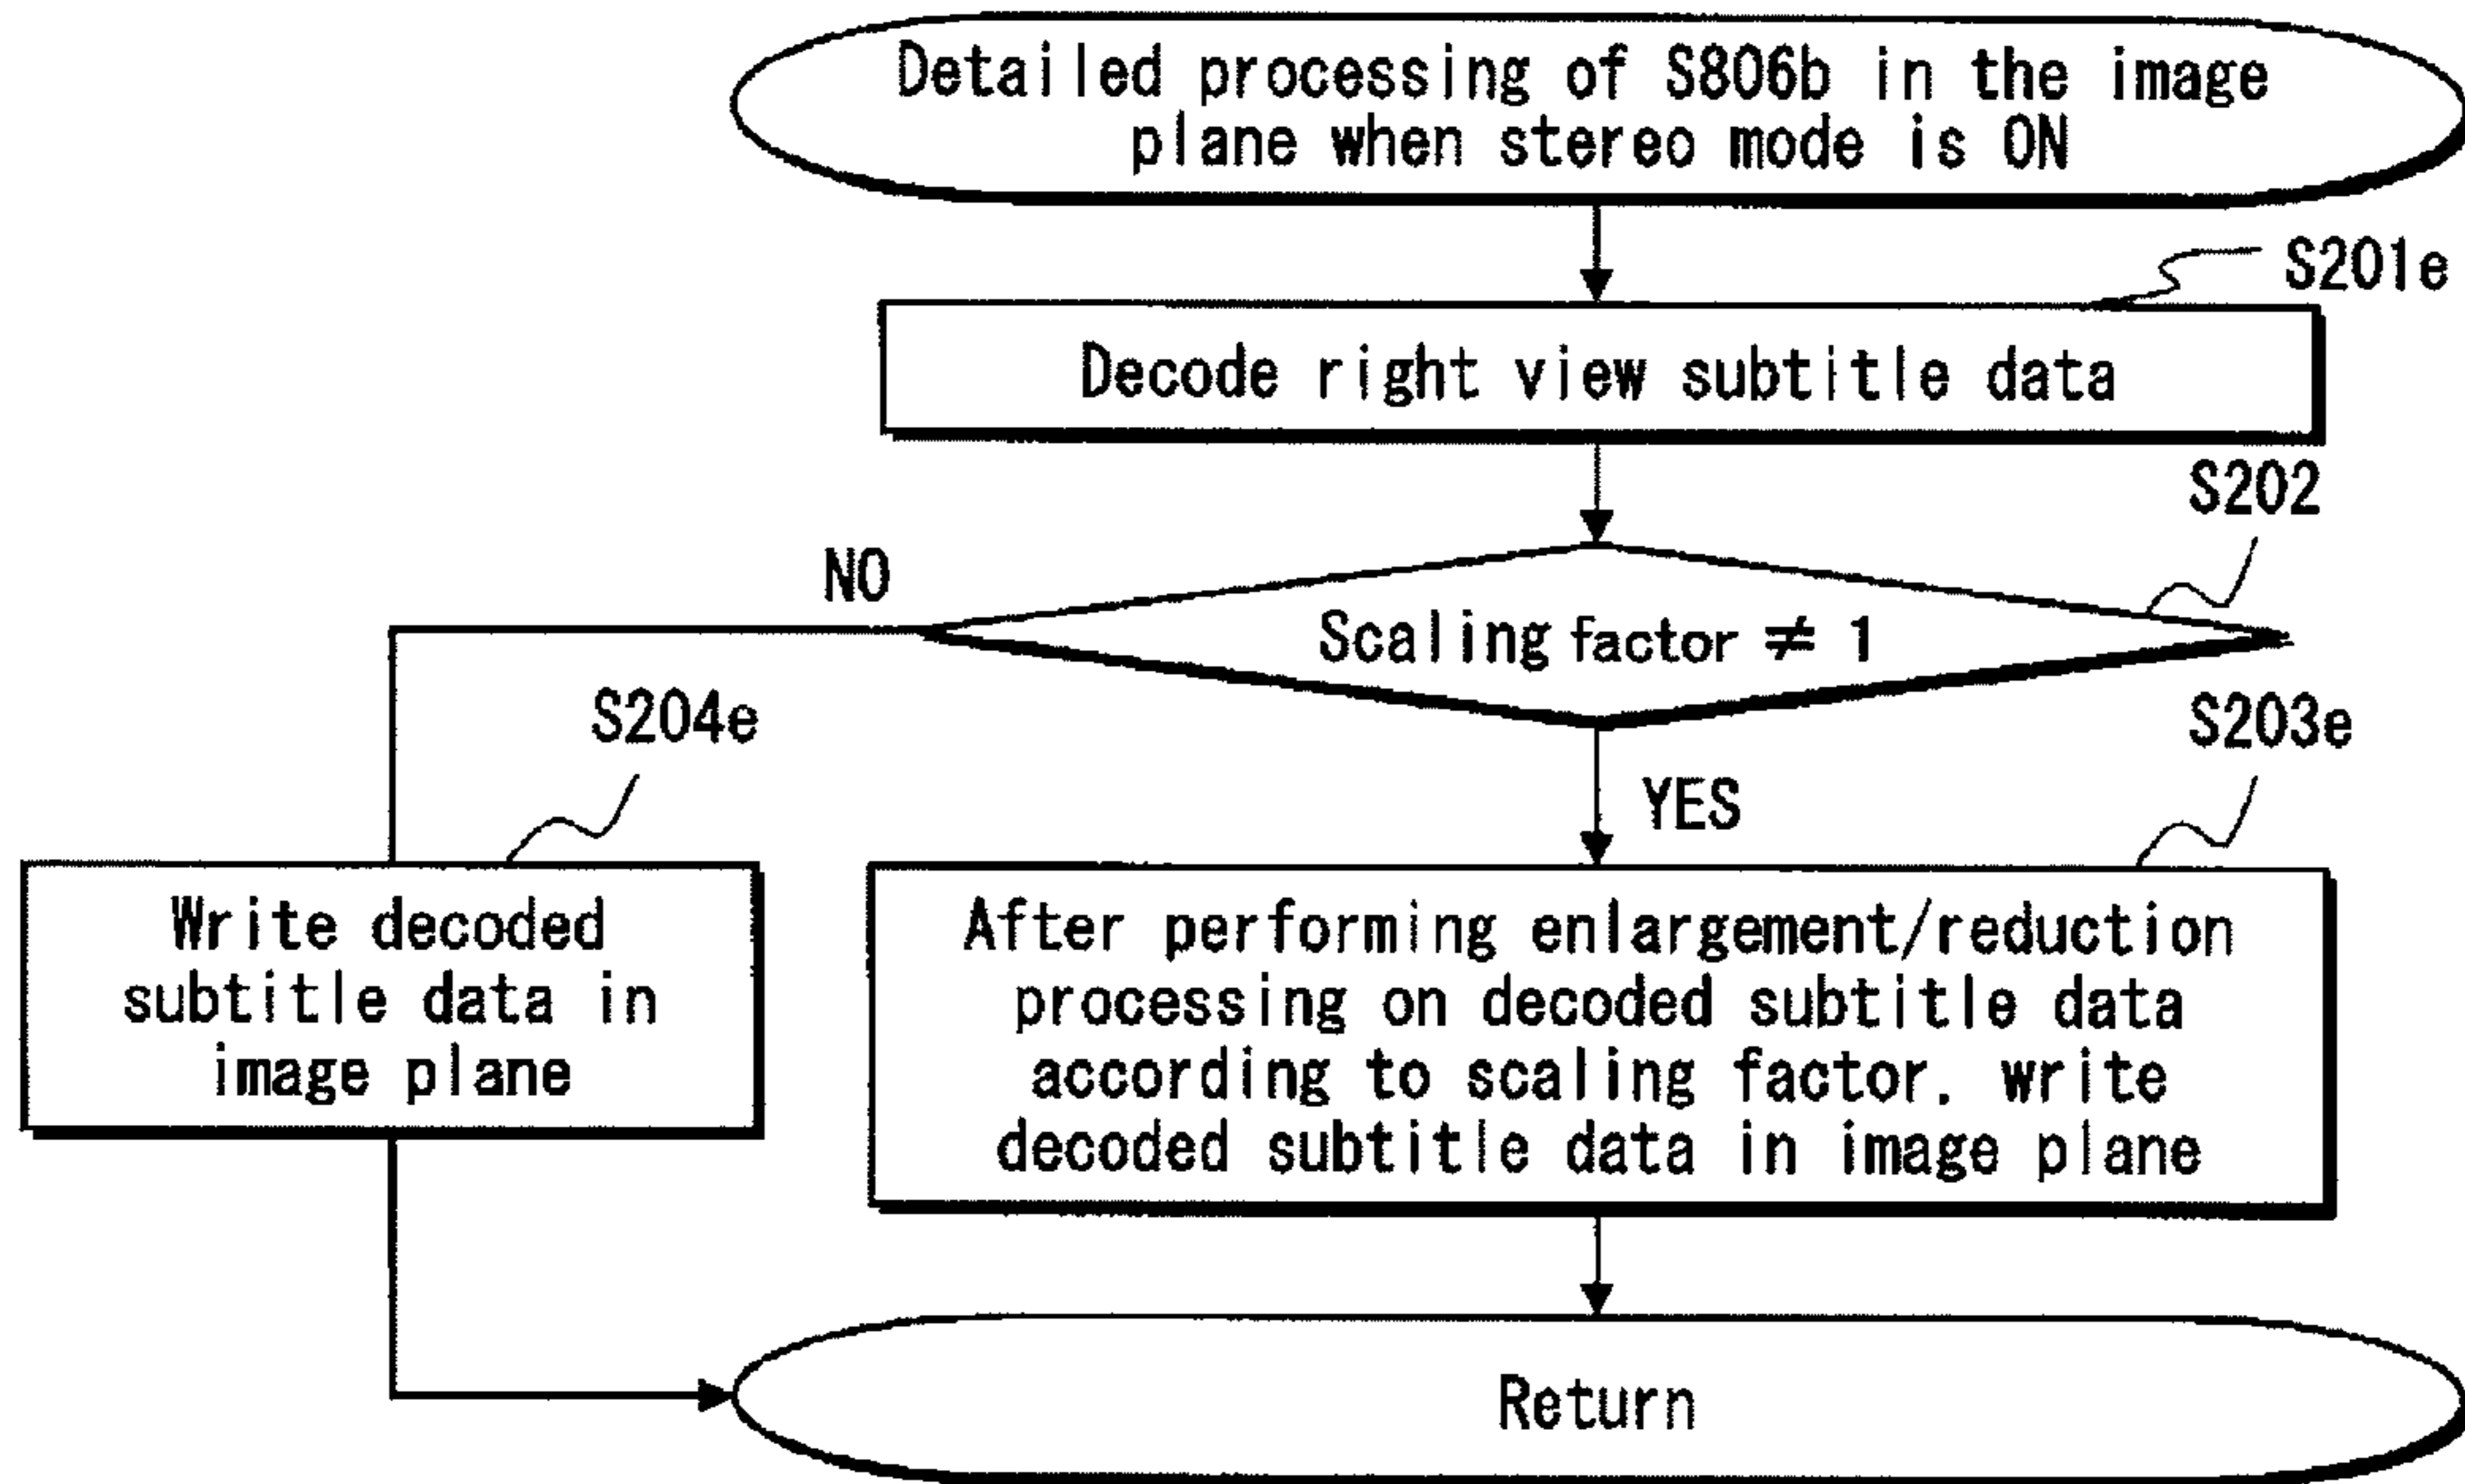 Detailed processing of S806b in the image
plane when stereo mode is ON
S201e
Decode right view subtitle data
S202
NO
Scaling factor ≠ 1
S204e
S203e
YES
Write decoded
subtitle data in
image plane
After performing enlargement/reduction
processing on decoded subtitle data
according to scaling factor. write
decoded subtitle data in image plane
Return